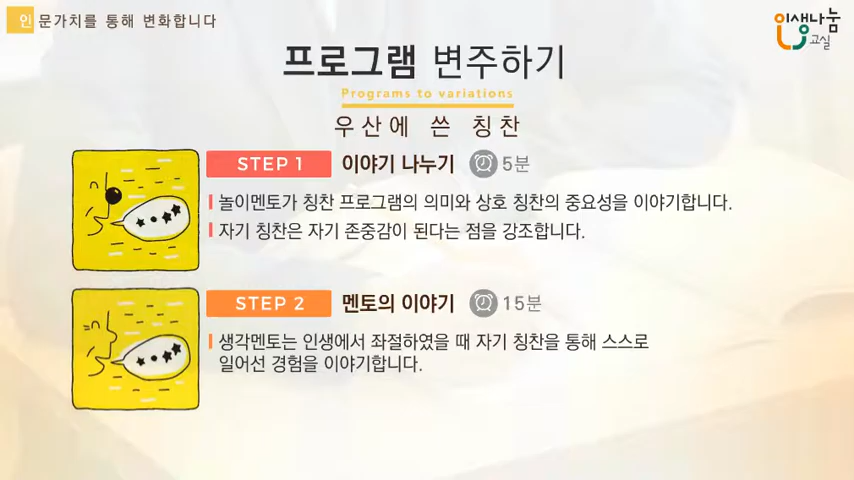 인문가치를 통해 변화합니다
인생나눔
교실
프로그램 변주하기
Programs to variations
우산에 쓴 칭찬
STEP 1 이야기 나누기 5분
놀이멘토가 칭찬 프로그램의 의미와 상호 칭찬의 중요성을 이야기합니다.
자기 칭찬은 자기 존중감이 된다는 점을 강조합니다.
STEP 2 멘토의 이야기 15분
생각멘토는 인생에서 좌절하였을 때 자기 칭찬을 통해 스스로
일어선 경험을 이야기합니다.